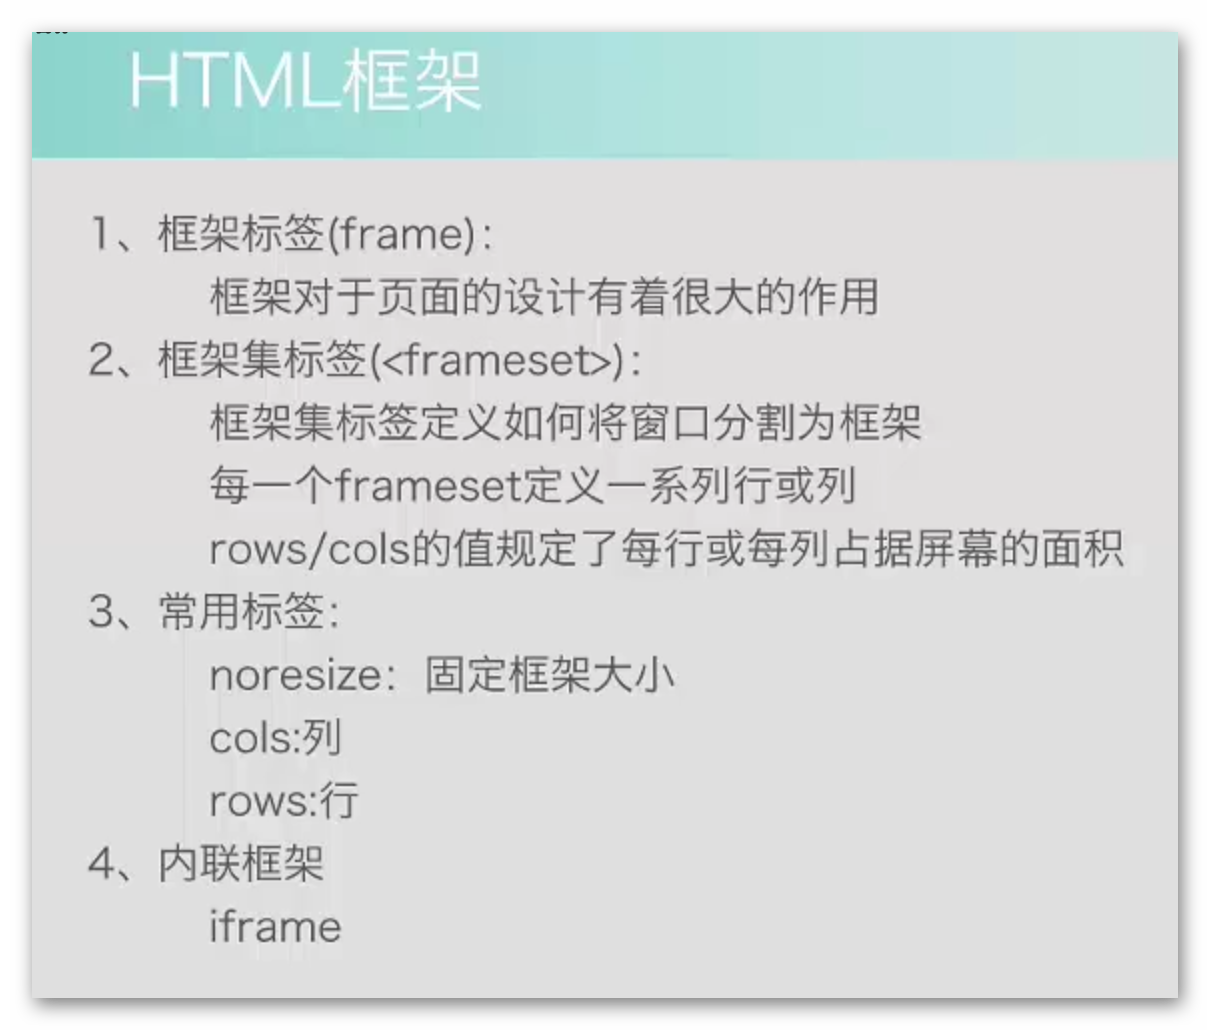 HTML框架
1、框架标签(frame)：
框架对于页面的设计有着很大的作用
2、框架集标签(<frameset>)：
框架集标签定义如何将窗口分割为框架
每一个frameset定义一系列行或列
rows/cols的值规定了每行或每列占据屏幕的面积
3、常用标签：
noresize：固定框架大小
cols:列
rows:行
4、内联框架
iframe